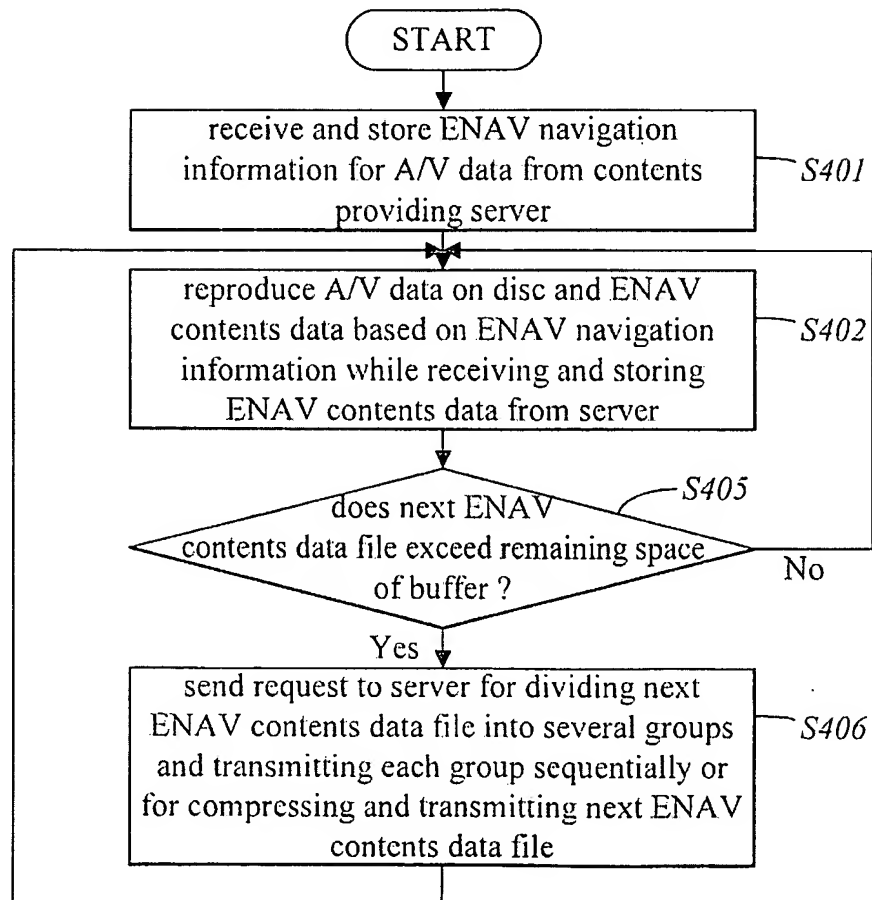 START
receive and store ENAV navigation
information for A/V data from contents
providing server
S401
reproduce A/V data on disc and ENAV
contents data based on ENAV navigation
information while receiving and storing
ENAV contents data from server
S402
does next ENAV
contents data file exceed remaining space
of buffer ?
S405
No
Yes
send request to server for dividing next
ENAV contents data file into several groups
and transmitting each group sequentially or
for compressing and transmitting next ENAV
contents data file
S406